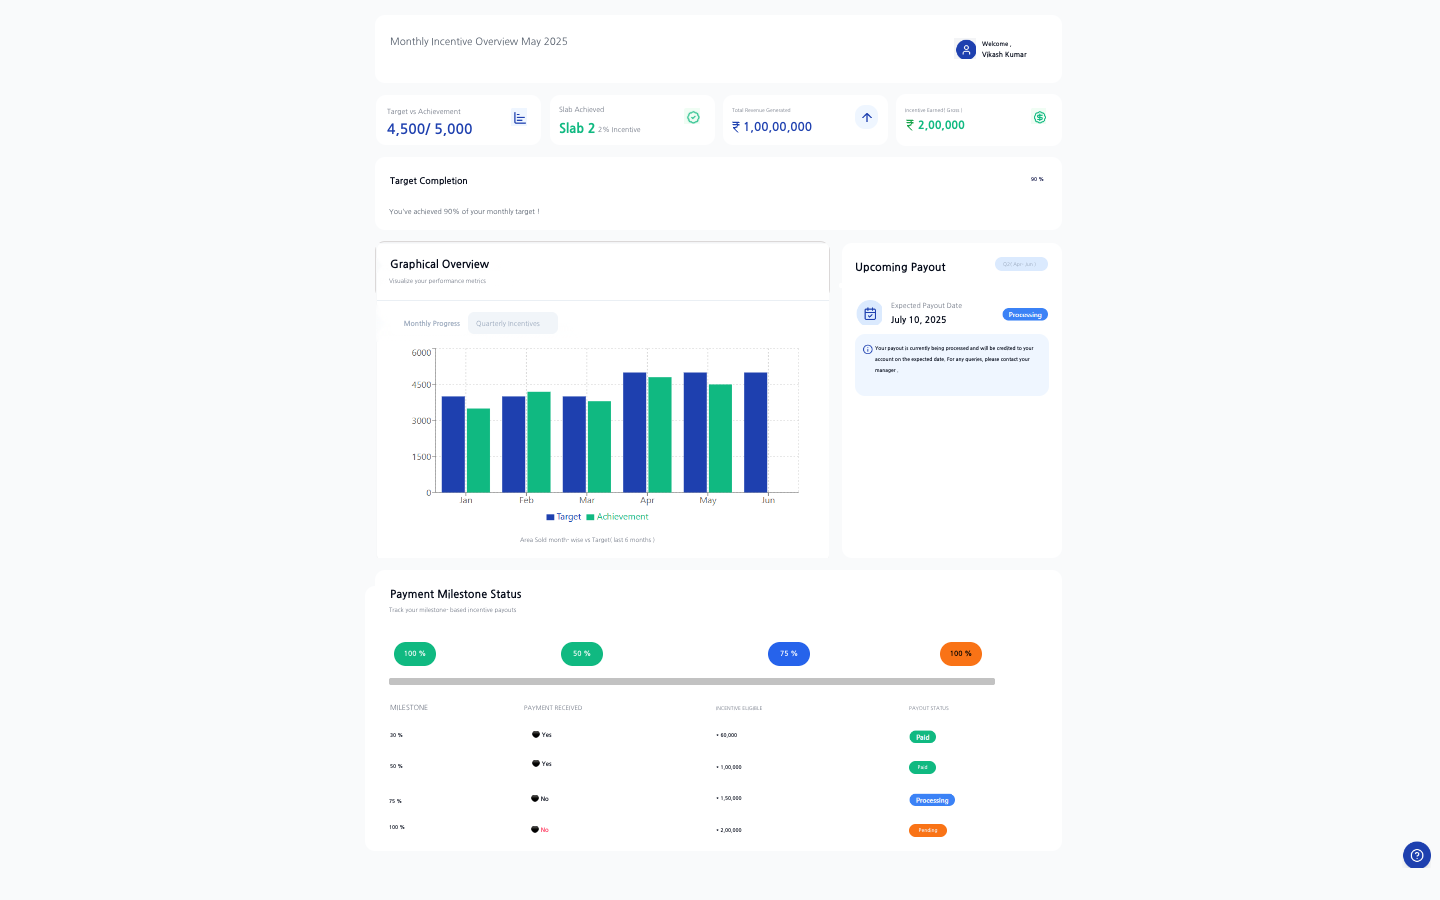 Monthly Incentive Overview May 2025
Welcome ,
Vikash Kumar
Target vs Achievement
4,500/ 5,000
Slab Achieved
Slab 2 2% Incentive
Total Revenue Generated
₹ 1,00,00,000
Incentive Earned( Gross )
₹ 2,00,000
Target Completion
90 %
You've achieved 90% of your monthly target !
Graphical Overview
Visualize your performance metrics
Monthly Progress
Quarterly Incentives
6000
4500
3000
1500
0
Jan Feb Mar Apr May Jun
Target Achievement
Area Sold month- wise vs Target( last 6 months )
Upcoming Payout
Expected Payout Date
July 10, 2025
Processing
Your payout is currently being processed and will be credited to your
account on the expected date. For any queries, please contact your
manager .
Payment Milestone Status
Track your milestone- based incentive payouts
100 % 50 % 75 % 100 %
MILESTONE PAYMENT RECEIVED INCENTIVE ELIGIBLE PAYOUT STATUS
30 % Yes • 60,000 Paid
50 % Yes • 1,00,000 Paid
75 % No • 1,50,000 Processing
100 % No • 2,00,000 Pending